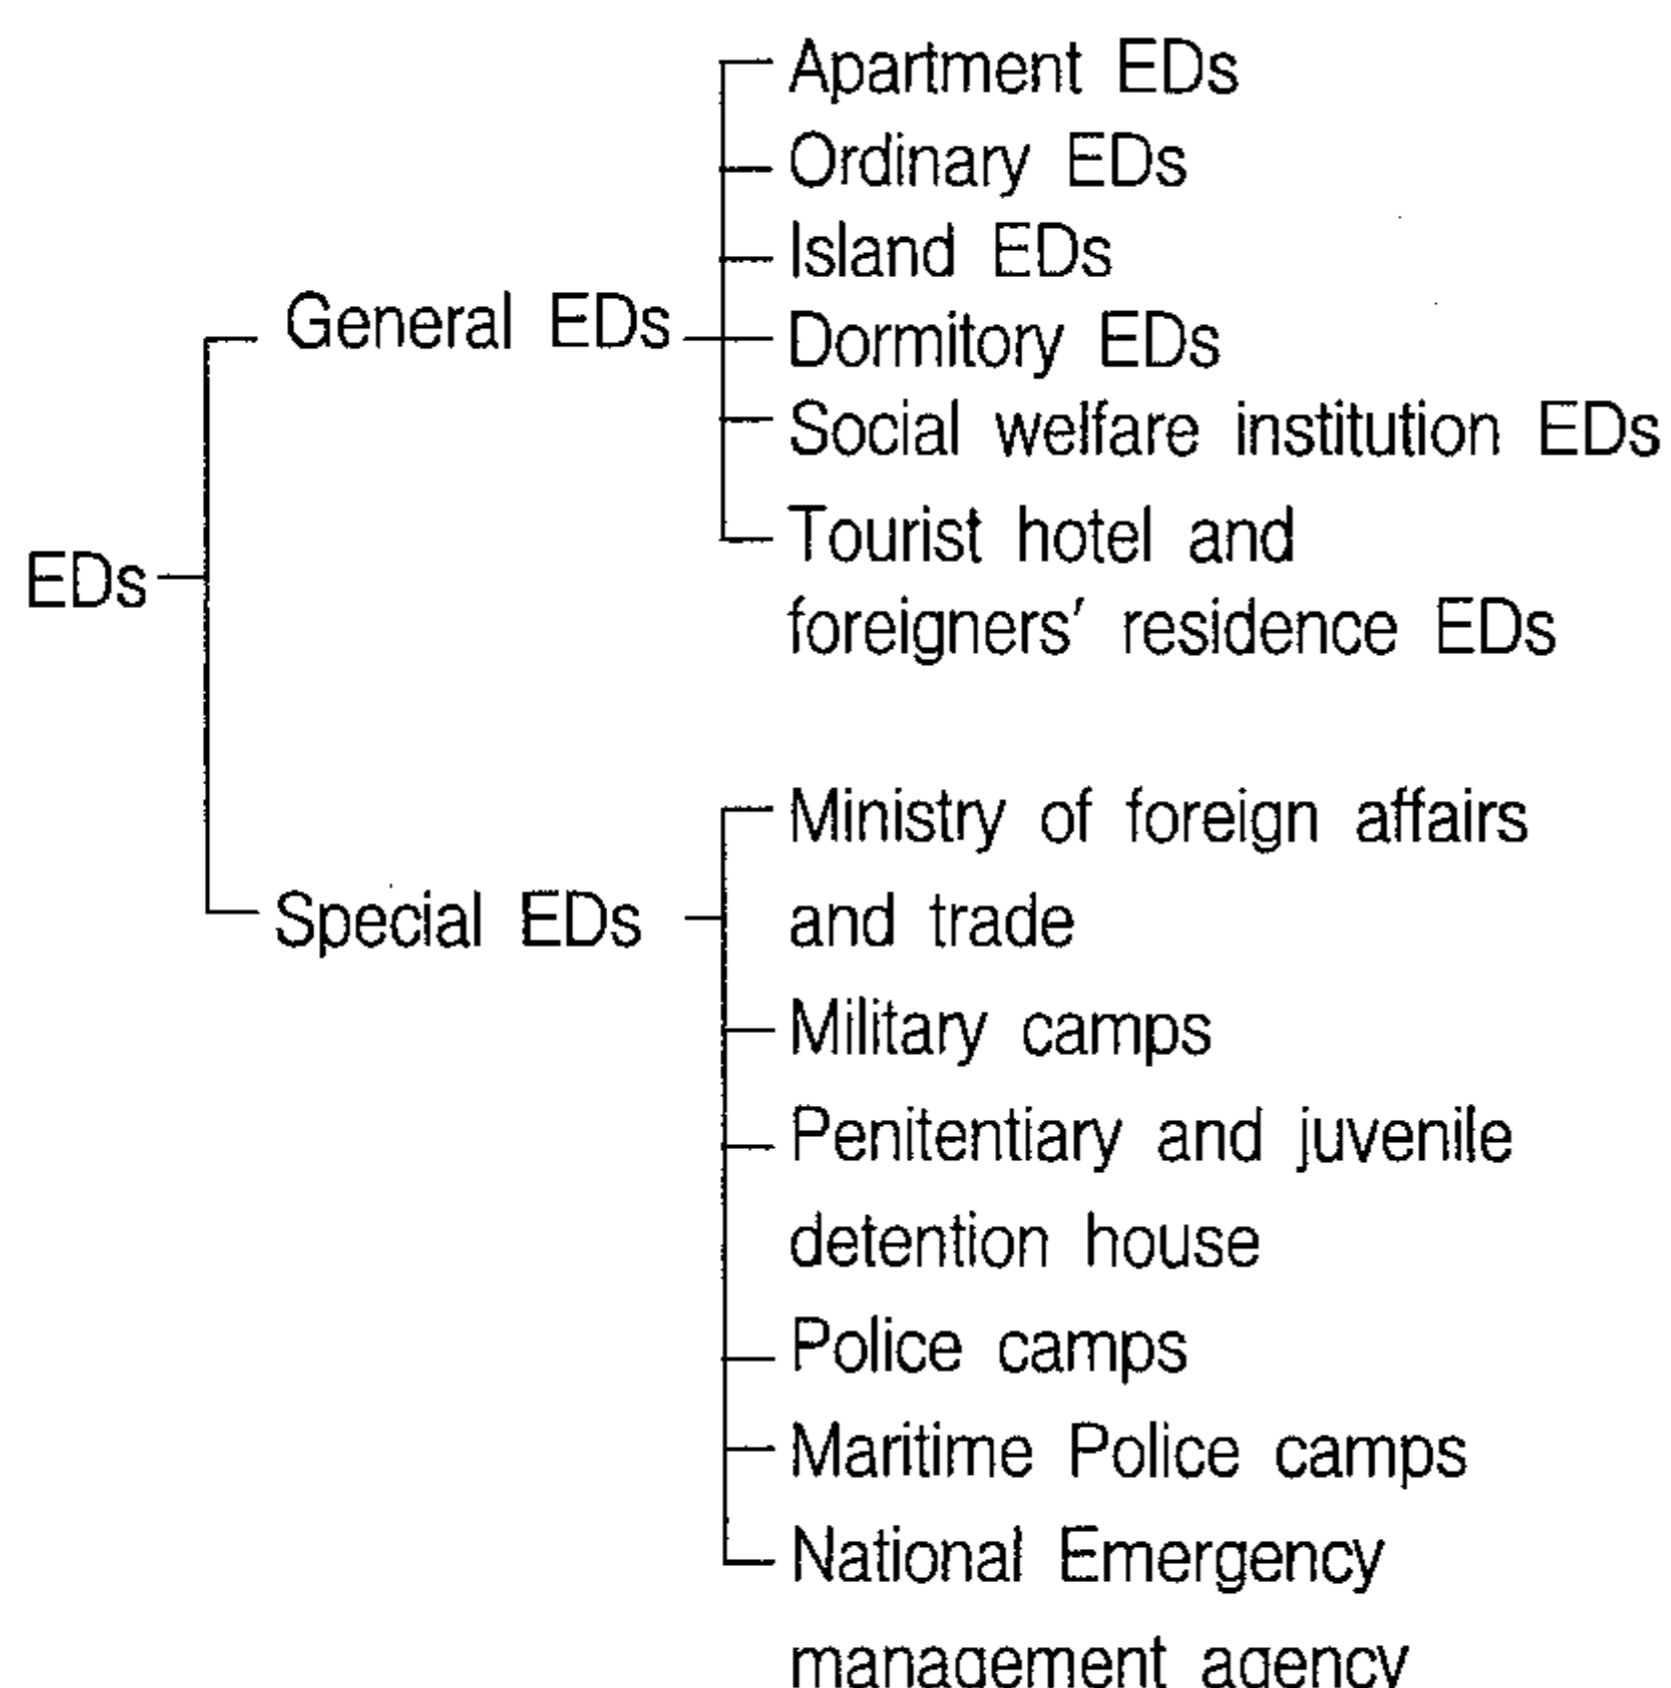 EDs
General EDs
Apartment EDs
Ordinary EDs
Island EDs
Dormitory EDs
Social welfare institution EDs
Tourist hotel and
foreigners' residence EDs
Special EDs
Ministry of foreign affairs
and trade
Military camps
Penitentiary and juvenile
detention house
Police camps
Maritime Police camps
National Emergency
management agency